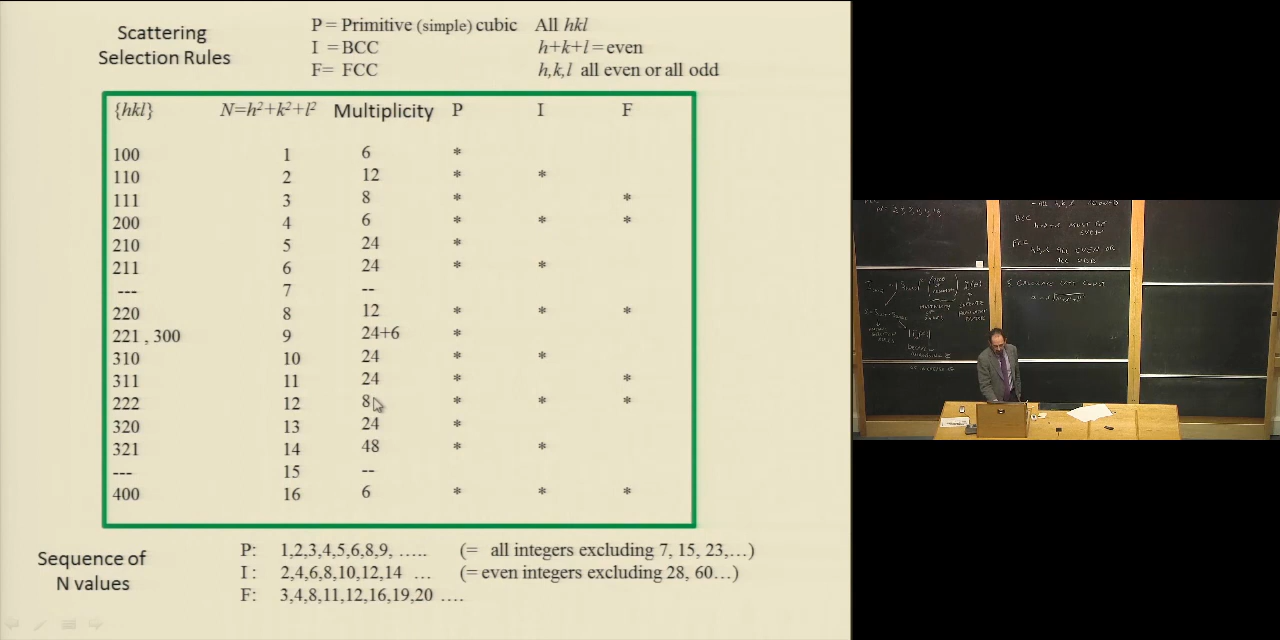 Scattering
Selection Rules
P = Primitive (simple) cubic All hkl
I = BCC h+k+l = even
F= FCC h,k,l all even or all odd
{hkl} N=h²+k²+l² Multiplicity P I F
100 1 6 *
110 2 12 * *
111 3 8 * *
200 4 6 * * *
210 5 24 *
211 6 24 * *
--- 7 --
220 8 12 * * *
221 , 300 9 24+6 *
310 10 24 * *
311 11 24 * *
222 12 8 * * *
320 13 24 *
321 14 48 * *
--- 15 --
400 16 6 * * *
Sequence of
N values
P: 1,2,3,4,5,6,8,9, ….. (= all integers excluding 7, 15, 23,…)
I : 2,4,6,8,10,12,14 … (= even integers excluding 28, 60…)
F: 3,4,8,11,12,16,19,20 ….